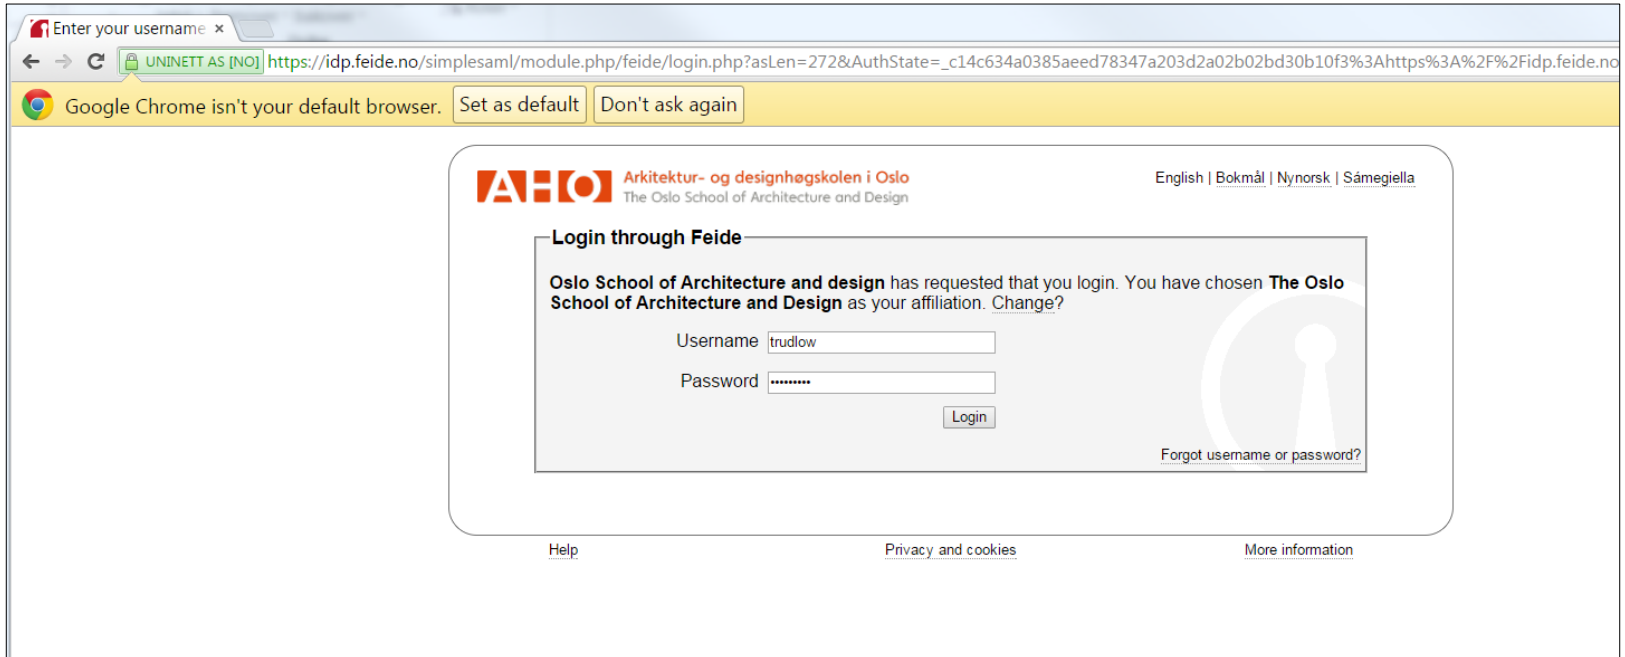 Enter your username
UNINETT AS [NO] https://idp.feide.no/simplesaml/module.php/feide/login.php?asLen=272&AuthState=_c14c634a0385aeed78347a203d2a02b02bd30b10f3%3Ahttps%3A%2F%2Fidp.feide.no
Google Chrome isn't your default browser. Set as default Don't ask again
AHO Arkitektur- og designhøgskolen i Oslo
The Oslo School of Architecture and Design
English | Bokmål | Nynorsk | Sámegiella
Login through Feide
Oslo School of Architecture and design has requested that you login. You have chosen The Oslo
School of Architecture and Design as your affiliation. Change?
Username trudlow
Password •••••••••
Login
Forgot username or password?
Help Privacy and cookies More information